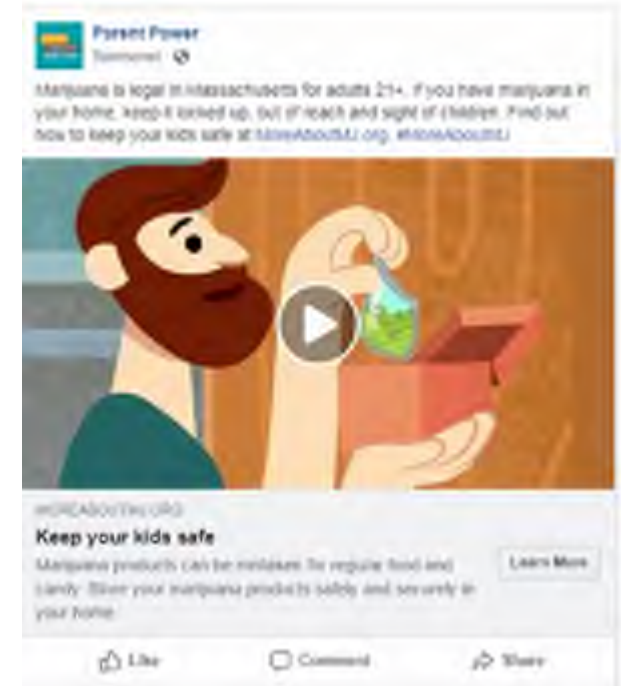 Parent Power
Sponsored
Marijuana is legal in Massachusetts for adults 21+. If you have marijuana in
your home, keep it locked up, out of reach and sight of children. Find out
how to keep your kids safe at MoreAboutMJ.org. #MoreAboutMJ
MOREABOUTMJ.ORG
Keep your kids safe
Marijuana products can be mistaken for regular food and
candy. Store your marijuana products safely and securely in
your home.
Learn More
Like
Comment
Share